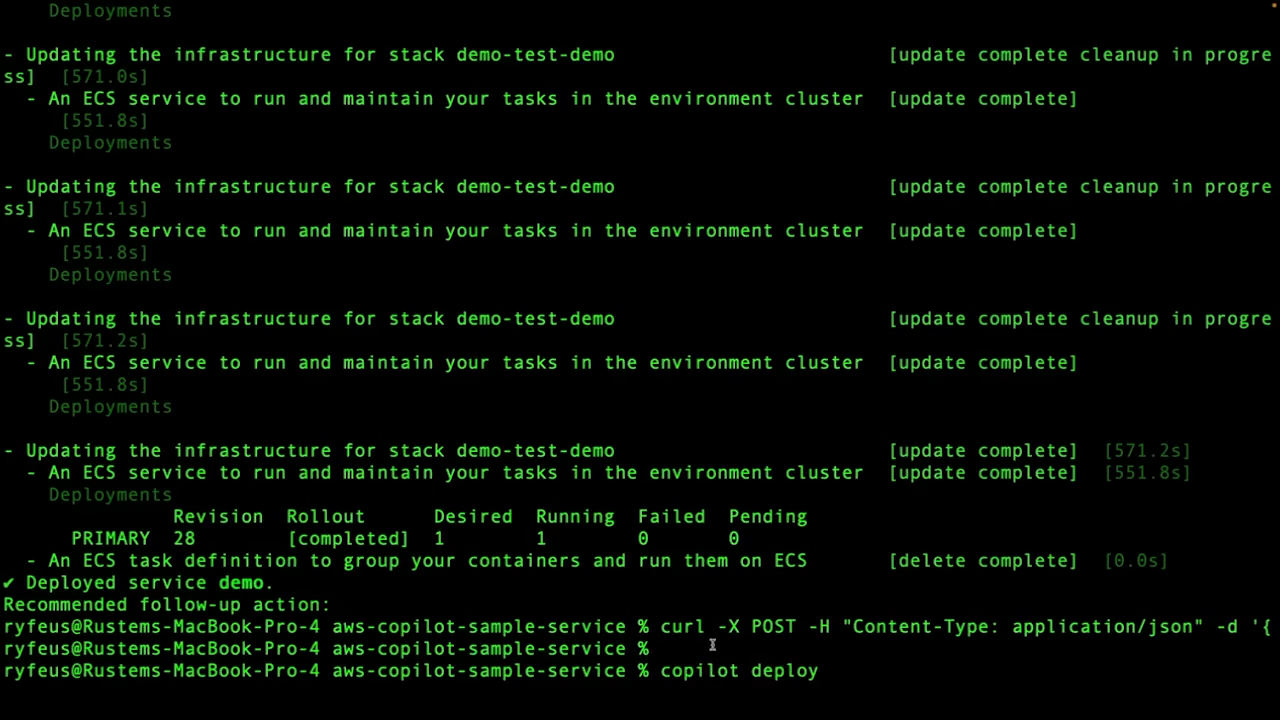 Deployments
- Updating the infrastructure for stack demo-test-demo [update complete cleanup in progre
ss] [571.0s]
- An ECS service to run and maintain your tasks in the environment cluster [update complete]
[551.8s]
Deployments
- Updating the infrastructure for stack demo-test-demo [update complete cleanup in progre
ss] [571.1s]
- An ECS service to run and maintain your tasks in the environment cluster [update complete]
[551.8s]
Deployments
- Updating the infrastructure for stack demo-test-demo [update complete cleanup in progre
ss] [571.2s]
- An ECS service to run and maintain your tasks in the environment cluster [update complete]
[551.8s]
Deployments
- Updating the infrastructure for stack demo-test-demo [update complete] [571.2s]
- An ECS service to run and maintain your tasks in the environment cluster [update complete] [551.8s]
Deployments
Revision Rollout Desired Running Failed Pending
PRIMARY 28 [completed] 1 1 0 0
- An ECS task definition to group your containers and run them on ECS [delete complete] [0.0s]
✔ Deployed service demo.
Recommended follow-up action:
ryfeus@Rustems-MacBook-Pro-4 aws-copilot-sample-service % curl -X POST -H "Content-Type: application/json" -d '{
ryfeus@Rustems-MacBook-Pro-4 aws-copilot-sample-service %
ryfeus@Rustems-MacBook-Pro-4 aws-copilot-sample-service % copilot deploy